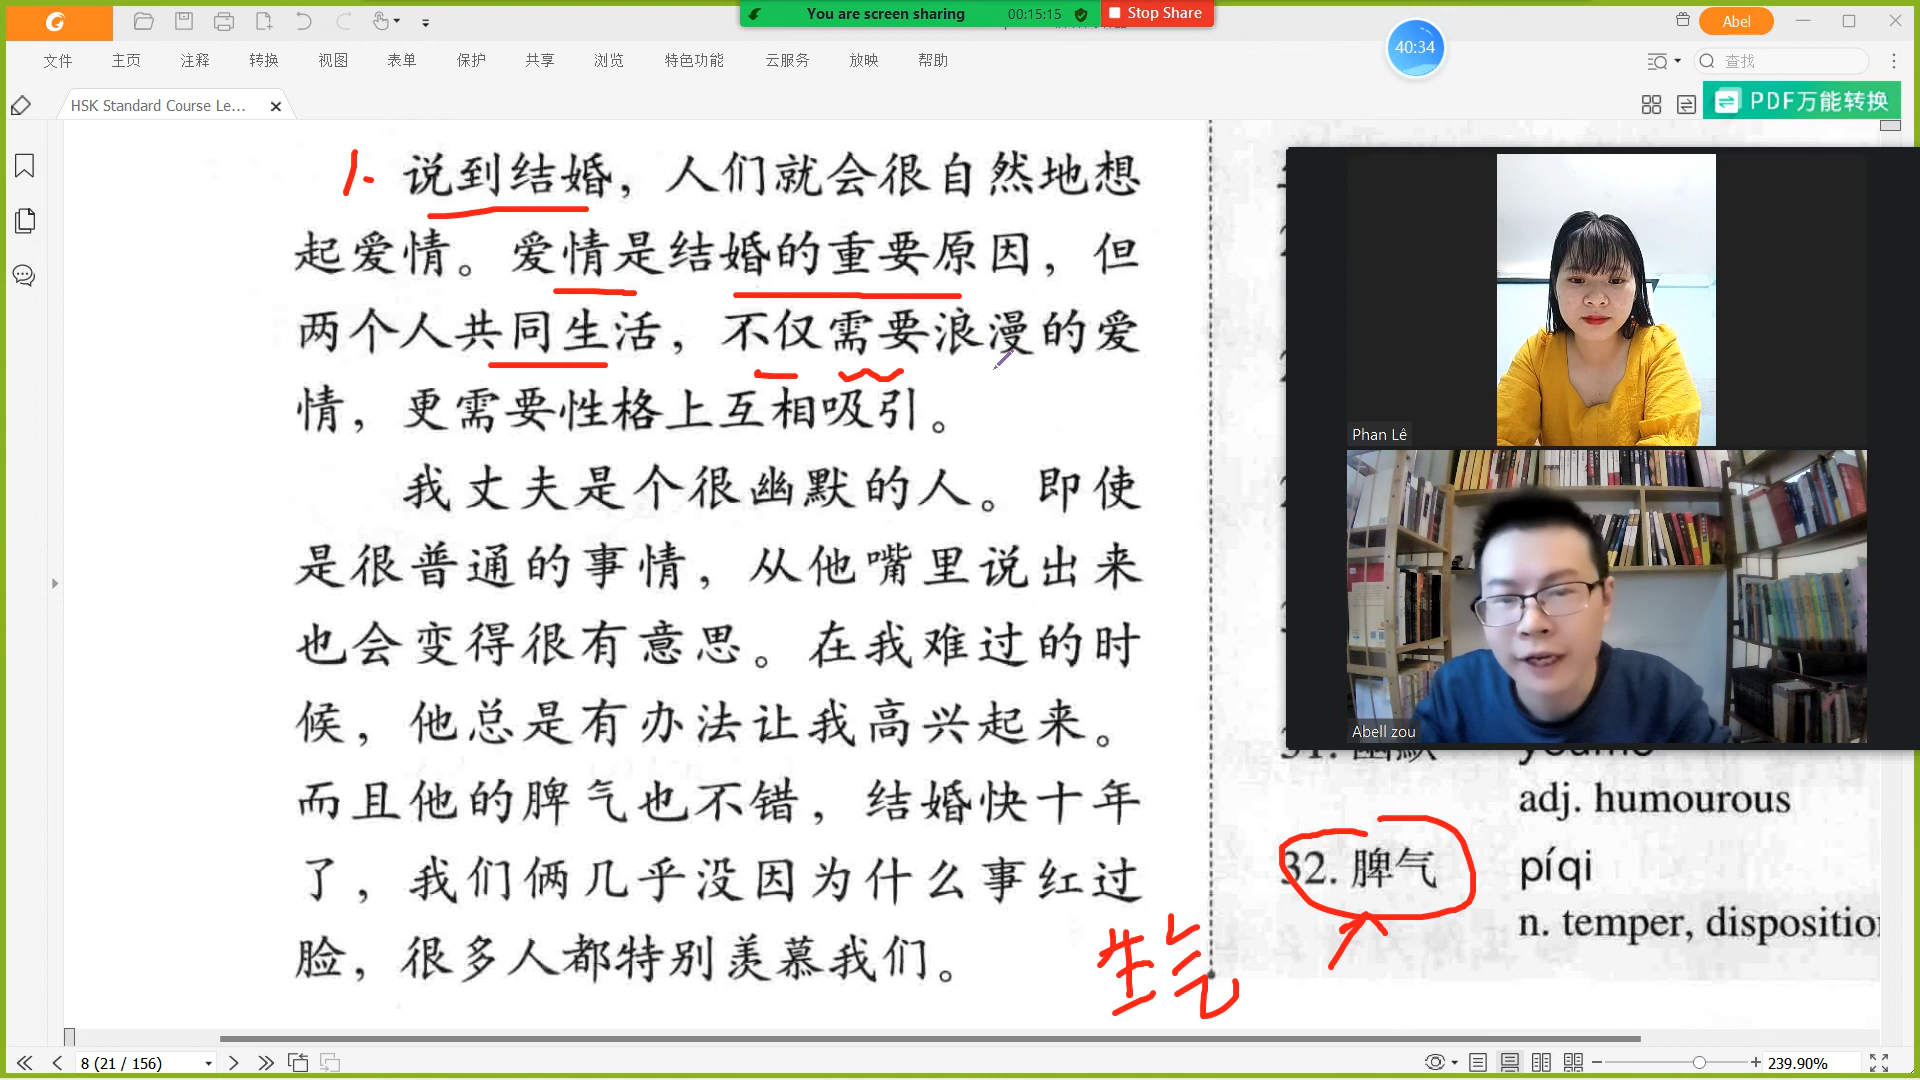 You are screen sharing 00:15:15 Stop Share
40:34
Abel
文件 主页 注释 转换 视图 表单 保护 共享 浏览 特色功能 云服务 放映 帮助
查找
HSK Standard Course Le...
PDF万能转换
1. 说到结婚，人们就会很自然地想
起爱情。爱情是结婚的重要原因，但
两个人共同生活，不仅需要浪漫的爱
情，更需要性格上互相吸引。
我丈夫是个很幽默的人。即使
是很普通的事情，从他嘴里说出来
也会变得很有意思。在我难过的时
候，他总是有办法让我高兴起来。
而且他的脾气也不错，结婚快十年
了，我们俩几乎没因为什么事红过
脸，很多人都特别羡慕我们。
生气
Phan Lê
Abell zou
adj. humourous
32. 脾气 píqi
n. temper, dispositio
8 (21 / 156)
239.90%